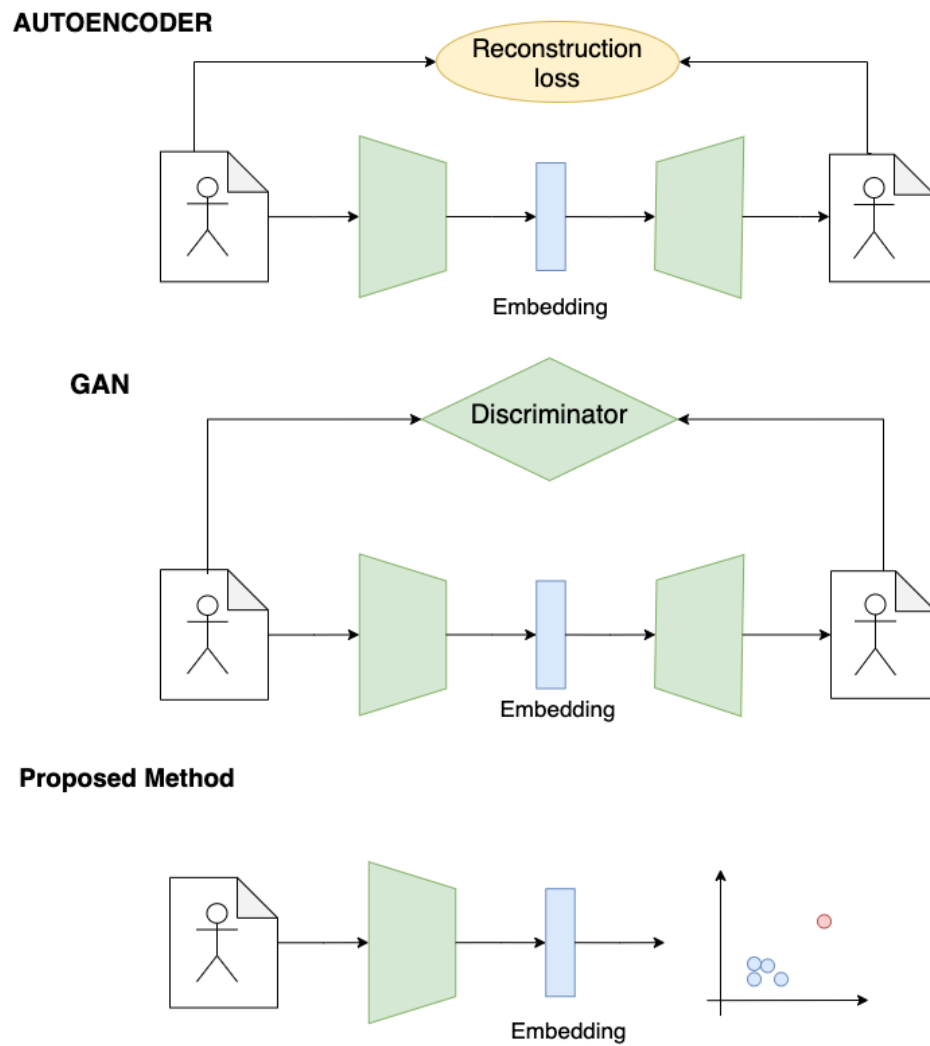 AUTOENCODER
Reconstruction
loss
Embedding
GAN
Discriminator
Embedding
Proposed Method
Embedding